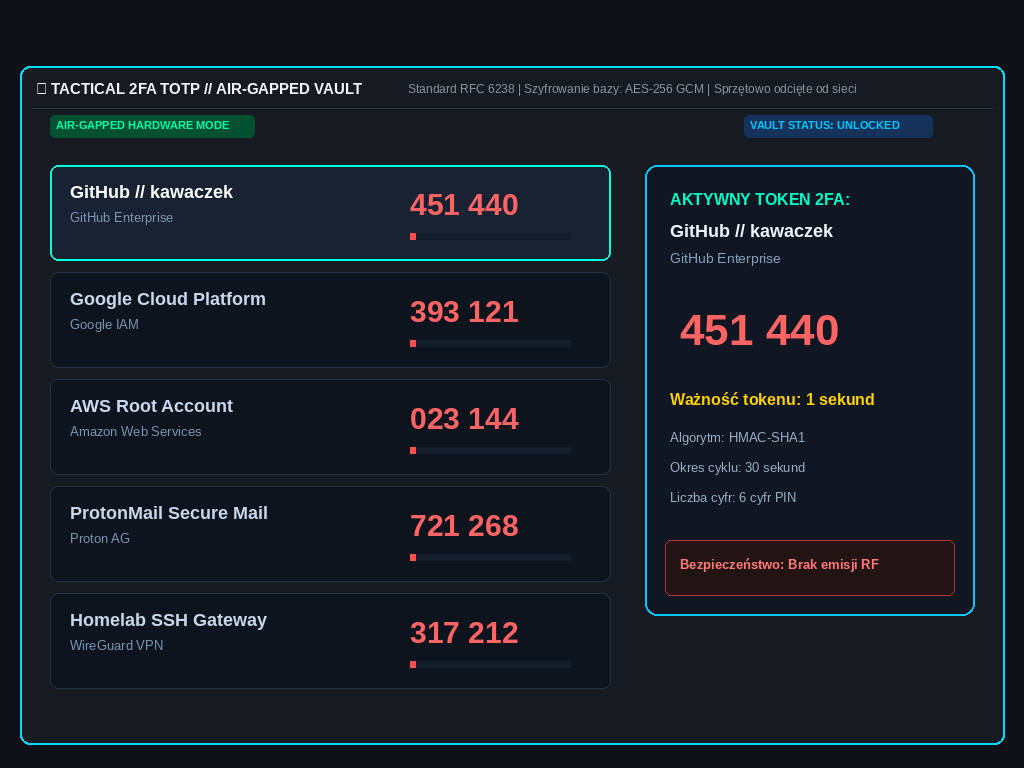 TACTICAL 2FA TOTP // AIR-GAPPED VAULT
Standard RFC 6238 | Szyfrowanie bazy: AES-256 GCM | Sprzętowo odcięte od sieci
AIR-GAPPED HARDWARE MODE
VAULT STATUS: UNLOCKED
GitHub // kawaczek
GitHub Enterprise
451 440
Google Cloud Platform
Google IAM
393 121
AWS Root Account
Amazon Web Services
023 144
ProtonMail Secure Mail
Proton AG
721 268
Homelab SSH Gateway
WireGuard VPN
317 212
AKTYWNY TOKEN 2FA:
GitHub // kawaczek
GitHub Enterprise
451 440
Ważność tokenu: 1 sekund
Algorytm: HMAC-SHA1
Okres cyklu: 30 sekund
Liczba cyfr: 6 cyfr PIN
Bezpieczeństwo: Brak emisji RF